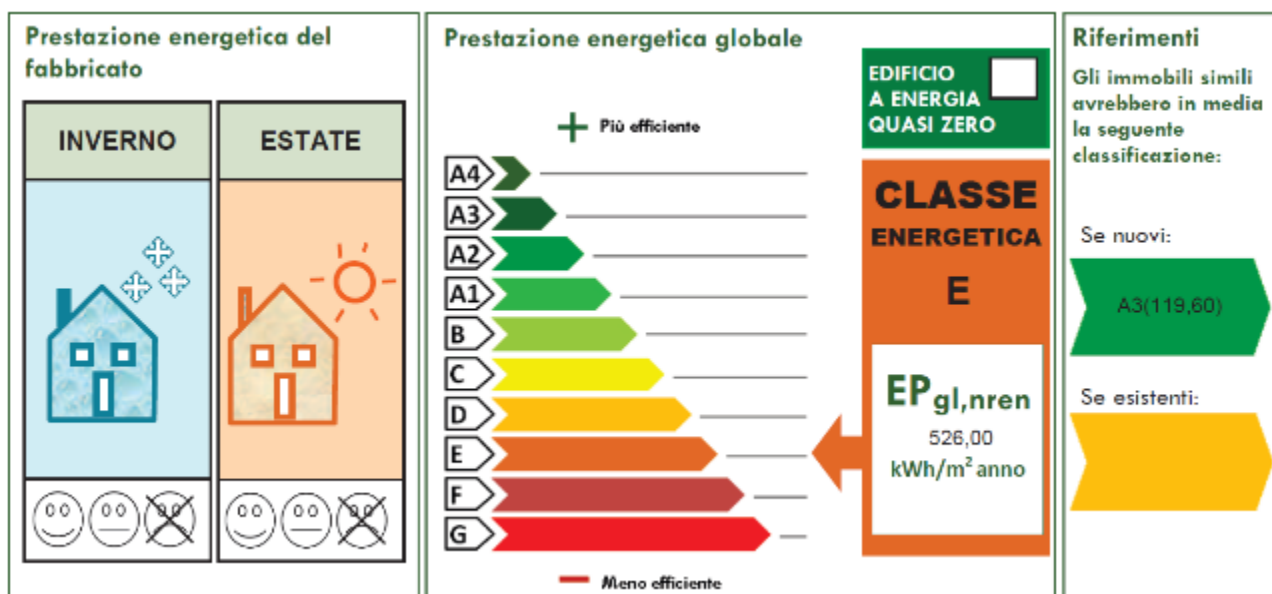 Prestazione energetica del
fabbricato
INVERNO
ESTATE
Prestazione energetica globale
Più efficiente
A4
A3
A2
A1
B
C
D
E
F
G
Meno efficiente
EDIFICIO
A ENERGIA
QUASI ZERO
CLASSE
ENERGETICA
E
EPgl,nren
526,00
kWh/m² anno
Riferimenti
Gli immobili simili
avrebbero in media
la seguente
classificazione:
Se nuovi:
A3(119,60)
Se esistenti: